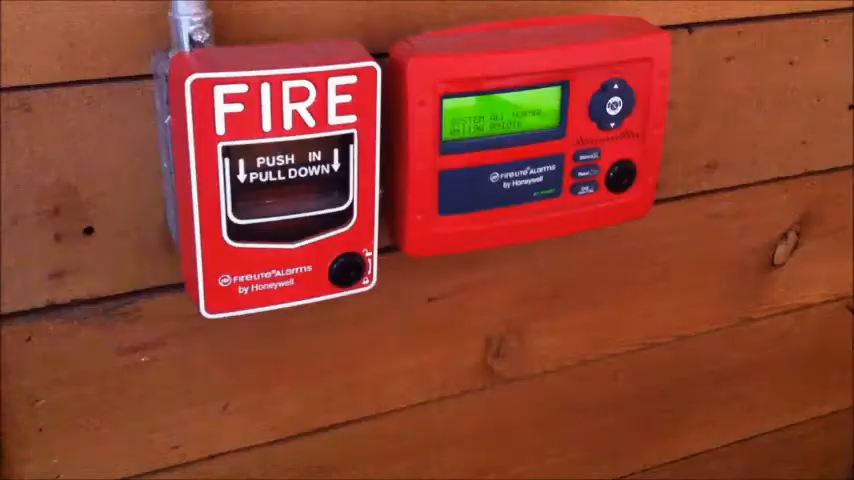 FIRE
PUSH IN
PULL DOWN
FIRE•LITE® ALARMS
by Honeywell
SYSTEM ALL NORMAL
FIRE•LITE® ALARMS
by Honeywell